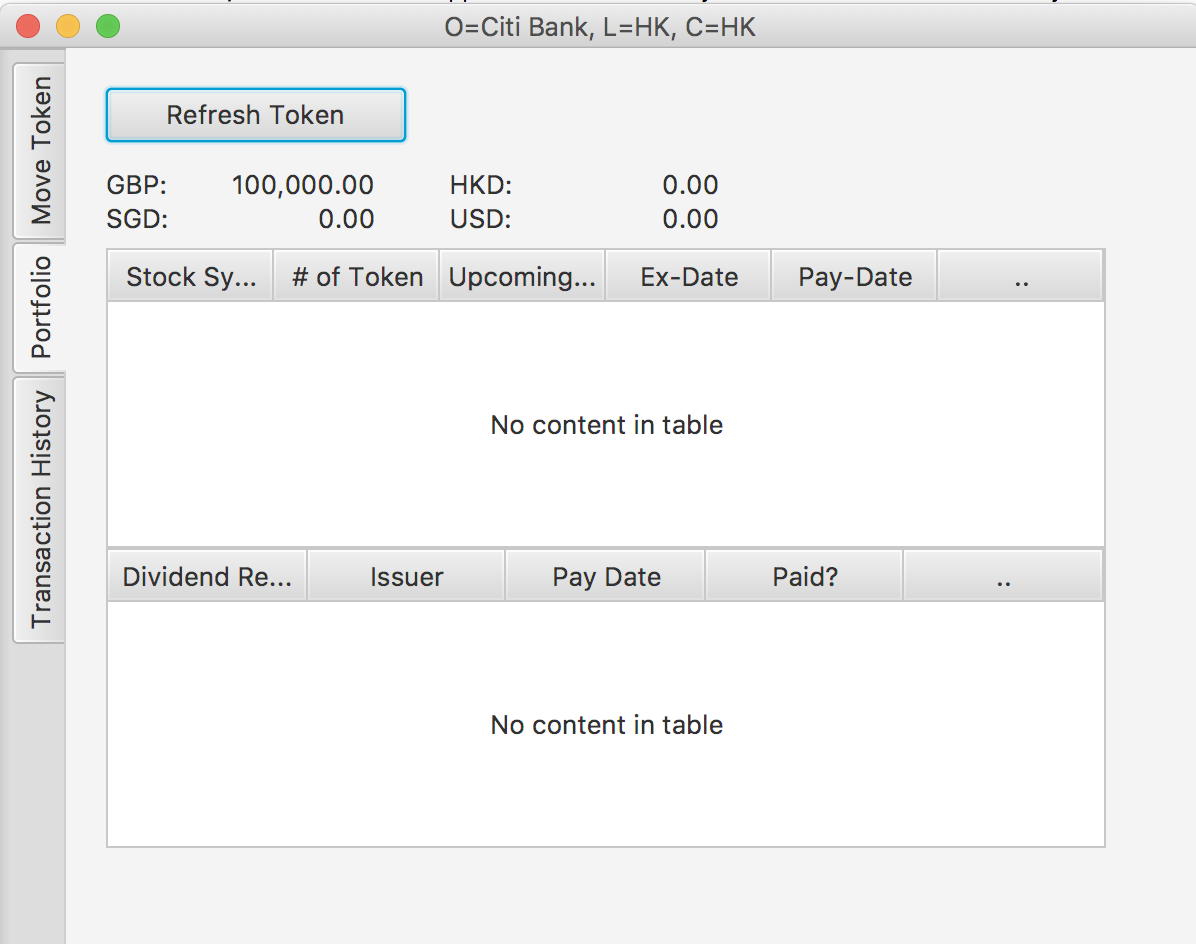 O=Citi Bank, L=HK, C=HK
Move Token
Portfolio
Transaction History
Refresh Token
GBP: 100,000.00 HKD: 0.00
SGD: 0.00 USD: 0.00
Stock Sy... # of Token Upcoming... Ex-Date Pay-Date ..
No content in table
Dividend Re... Issuer Pay Date Paid? ..
No content in table